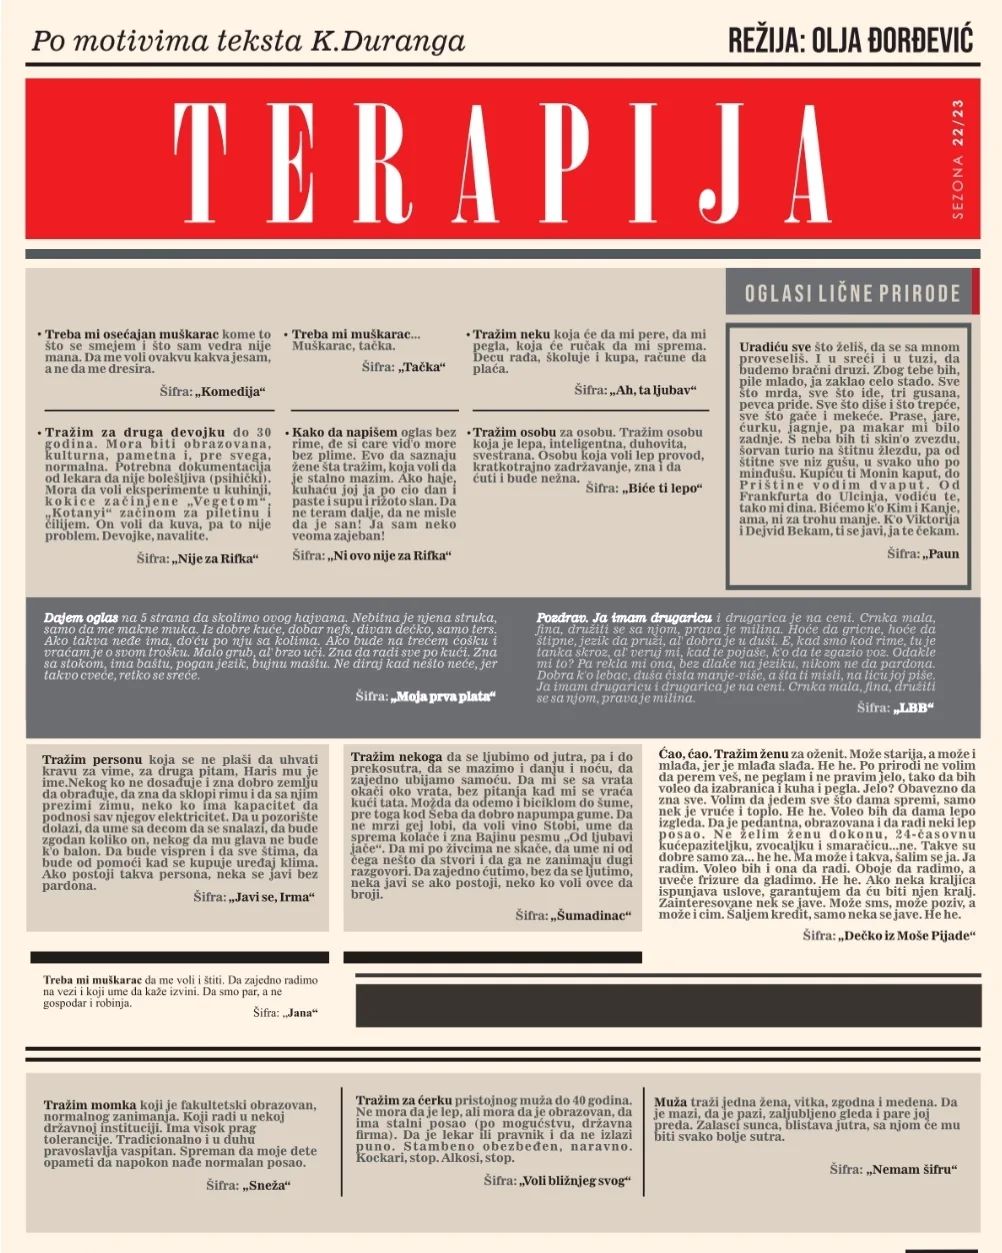 Po motivima teksta K.Duranga
REŽIJA: OLJA ĐORĐEVIĆ
TERAPIJA
SEZONA 22/23
OGLASI LIČNE PRIRODE
• Treba mi osećajan muškarac kome to
što se smejem i što sam vedra nije
mana. Da me voli ovakvu kakva jesam,
a ne da me dresira.
Šifra: „Komedija“
• Treba mi muškarac...
Muškarac, tačka.
Šifra: „Tačka“
• Tražim neku koja će da mi pere, da mi
pegla, koja će ručak da mi sprema.
Decu rađa, školuje i kupa, račune da
plaća.
Šifra: „Ah, ta ljubav“
Uradiću sve što želiš, da se sa mnom
proveseliš. I u sreći i u tuzi, da
budemo bračni druzi. Zbog tebe bih,
pile mlado, ja zaklao celo stado. Sve
što mrda, sve što ide, tri gusana,
pevca pride. Sve što diše i što trepće,
sve što gače i mekeće. Prase, jare,
ćurku, jagnje, pa makar mi bilo
zadnje. S neba bih ti skin'o zvezdu,
šorvan turio na štitnu žlezdu, pa od
štitne sve niz gušu, u svako uho po
minđušu. Kupiću ti Monin kaput, do
Prištine vodim dvaput. Od
Frankfurta do Ulcinja, vodiću te,
tako mi dina. Bićemo k'o Kim i Kanje,
ama, ni za trohu manje. K'o Viktorija
i Dejvid Bekam, ti se javi, ja te čekam.
Šifra: „Paun
• Tražim za druga devojku do 30
godina. Mora biti obrazovana,
kulturna, pametna i, pre svega,
normalna. Potrebna dokumentacija
od lekara da nije bolešljiva (psihički).
Mora da voli eksperimente u kuhinji,
kokice začinjene „Vegetom“,
„Kotanyi“ začinom za piletinu i
čilijem. On voli da kuva, pa to nije
problem. Devojke, navalite.
Šifra: „Nije za Rifka“
• Kako da napišem oglas bez
rime, đe si care vid'o more
bez plime. Evo da saznaju
žene šta tražim, koja voli da
je stalno mazim. Ako haje,
kuhaću joj ja po cio dan i
paste i supu i rižoto slan. Da
ne teram dalje, da ne misle
da je san! Ja sam neko
veoma zajeban!
Šifra: „Ni ovo nije za Rifka“
• Tražim osobu za osobu. Tražim osobu
koja je lepa, inteligentna, duhovita,
svestrana. Osobu koja voli lep provod,
kratkotrajno zadržavanje, zna i da
ćuti i bude nežna.
Šifra: „Biće ti lepo“
Dajem oglas na 5 strana da skolimo ovog hajvana. Nebitna je njena struka,
samo da me makne muka. Iz dobre kuće, dobar nefs, divan dečko, samo ters.
Ako takva neđe ima, do'ću po nju sa kolima. Ako bude na trećem ćošku i
vraćam je o svom trošku. Malo grub, al' brzo uči. Zna da radi sve po kući. Zna
sa stokom, ima baštu, pogan jezik, bujnu maštu. Ne diraj kad nešto neće, jer
takvo cveće, retko se sreće.
Šifra: „Moja prva plata“
Pozdrav. Ja imam drugaricu i drugarica je na ceni. Crnka mala,
fina, družili se sa njom, prava je milina. Hoće da gricne, hoće da
štipne, jezik da pruži, al' dobra je u duši. E, kad smo kod rime, tu je
tanka skroz, al' veruj mi, kad te pojaše, k'o da te zgazio voz. Odakle
mi to? Pa rekla mi ona, bez dlake na jeziku, nikom ne da pardona.
Dobra k'o lebac, duša čista manje-više, a šta ti misli, na licu joj piše.
Ja imam drugaricu i drugarica je na ceni. Crnka mala, fina, družiti
se sa njom, prava je milina.
Šifra: „LBB“
Tražim personu koja se ne plaši da uhvati
kravu za vime, za druga pitam, Haris mu je
ime.Nekog ko ne dosađuje i zna dobro zemlju
da obrađuje, da zna da sklopi rimu i da sa njim
prezimi zimu, neko ko ima kapacitet da
podnosi sav njegov elektricitet. Da u pozorište
dolazi, da ume sa decom da se snalazi, da bude
zgodan koliko on, nekog da mu glava ne bude
k'o balon. Da bude vispren i da sve štima, da
bude od pomoći kad se kupuje uređaj klima.
Ako postoji takva persona, neka se javi bez
pardona.
Šifra: „Javi se, Irma“
Tražim nekoga da se ljubimo od jutra, pa i do
prekosutra, da se mazimo i danju i noću, da
zajedno ubijamo samoću. Da mi se sa vrata
okači oko vrata, bez pitanja kad mi se vraća
kući tata. Možda da odemo i biciklom do šume,
pre toga kod Šeba da dobro napumpa gume. Da
ne mrzi gej lobi, da voli vino Stobi, ume da
sprema kolače i zna Bajinu pesmu „Od ljubavi
jače“. Da mi po živcima ne skače, da ume ni od
čega nešto da stvori i da ga ne zanimaju dugi
razgovori. Da zajedno ćutimo, bez da se ljutimo,
neka javi se ako postoji, neko ko voli ovce da
broji.
Šifra: „Šumadinac“
Ćao, ćao. Tražim ženu za oženit. Može starija, a može i
mlađa, jer je mlađa slađa. He he. Po prirodi ne volim
da perem veš, ne peglam i ne pravim jelo, tako da bih
voleo da izabranica i kuha i pegla. Jelo? Obavezno da
zna sve. Volim da jedem sve što dama spremi, samo
nek je vruće i toplo. He he. Voleo bih da dama lepo
izgleda. Da je pedantna, obrazovana i da radi neki lep
posao. Ne želim ženu dokonu, 24-časovnu
kućepaziteljku, zvocaljku i smaračicu...ne. Takve su
dobre samo za... he he. Ma može i takva, šalim se ja. Ja
radim. Voleo bih i ona da radi. Oboje da radimo, a
uveče frizure da gladimo. He he. Ako neka kraljica
ispunjava uslove, garantujem da ću biti njen kralj.
Zainteresovane nek se jave. Može sms, može poziv, a
može i cim. Šaljem kredit, samo neka se jave. He he.
Šifra: „Dečko iz Moše Pijade“
Treba mi muškarac da me voli i štiti. Da zajedno radimo
na vezi i koji ume da kaže izvini. Da smo par, a ne
gospodar i robinja.
Šifra: „Jana“
Tražim momka koji je fakultetski obrazovan,
normalnog zanimanja. Koji radi u nekoj
državnoj instituciji. Ima visok prag
tolerancije. Tradicionalno i u duhu
pravoslavlja vaspitan. Spreman da moje dete
opameti da napokon nađe normalan posao.
Šifra: „Sneža“
Tražim za ćerku pristojnog muža do 40 godina.
Ne mora da je lep, ali mora da je obrazovan, da
ima stalni posao (po mogućstvu, državna
firma). Da je lekar ili pravnik i da ne izlazi
puno. Stambeno obezbeđen, naravno.
Kockari, stop. Alkosi, stop.
Šifra: „Voli bližnjeg svog“
Muža traži jedna žena, vitka, zgodna i medena. Da
je mazi, da je pazi, zaljubljeno gleda i pare joj
preda. Zalasci sunca, blistava jutra, sa njom će mu
biti svako bolje sutra.
Šifra: „Nemam šifru“